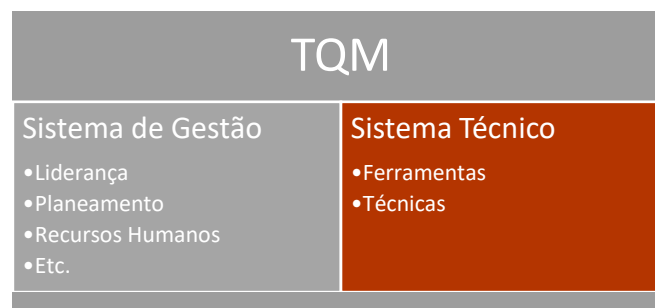 TQM
Sistema de Gestão
•Liderança
•Planeamento
•Recursos Humanos
•Etc.
Sistema Técnico
•Ferramentas
•Técnicas